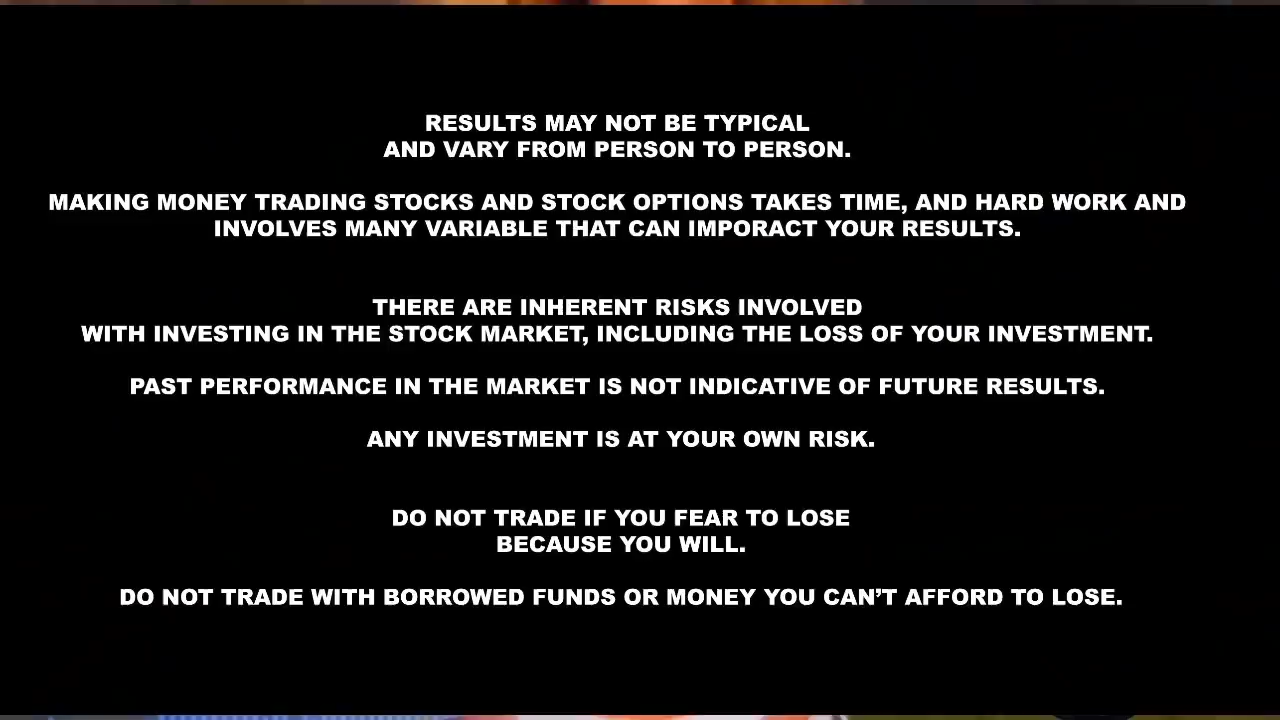 RESULTS MAY NOT BE TYPICAL
AND VARY FROM PERSON TO PERSON.
MAKING MONEY TRADING STOCKS AND STOCK OPTIONS TAKES TIME, AND HARD WORK AND
INVOLVES MANY VARIABLE THAT CAN IMPORACT YOUR RESULTS.
THERE ARE INHERENT RISKS INVOLVED
WITH INVESTING IN THE STOCK MARKET, INCLUDING THE LOSS OF YOUR INVESTMENT.
PAST PERFORMANCE IN THE MARKET IS NOT INDICATIVE OF FUTURE RESULTS.
ANY INVESTMENT IS AT YOUR OWN RISK.
DO NOT TRADE IF YOU FEAR TO LOSE
BECAUSE YOU WILL.
DO NOT TRADE WITH BORROWED FUNDS OR MONEY YOU CAN’T AFFORD TO LOSE.